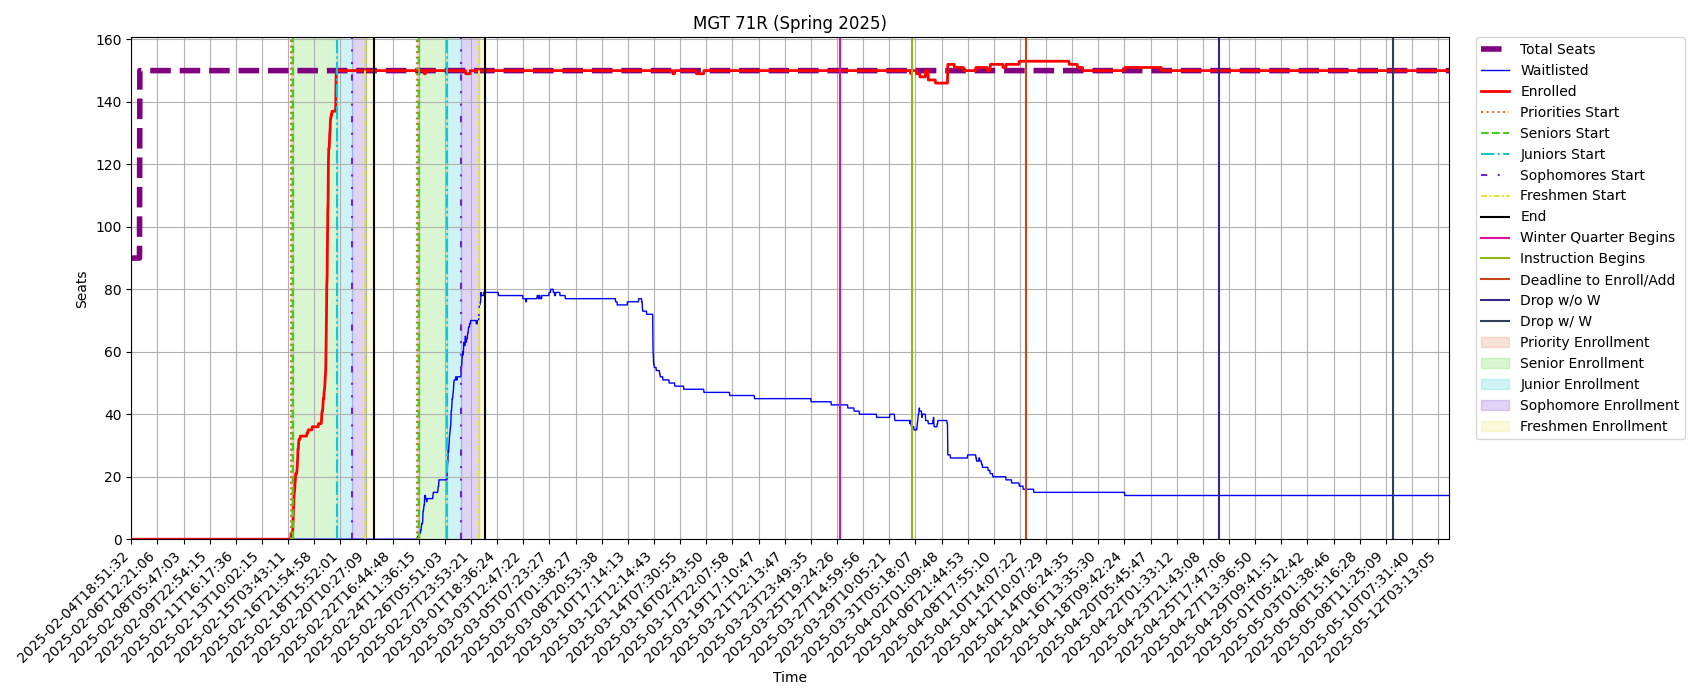 MGT 71R (Spring 2025)
160
140
120
100
80
60
40
20
0
Seats
2025-02-04T18:51:32
2025-02-06T12:21:06
2025-02-08T05:47:03
2025-02-09T22:54:15
2025-02-11T16:17:36
2025-02-13T10:02:15
2025-02-15T03:43:11
2025-02-16T21:54:58
2025-02-18T15:52:01
2025-02-20T10:27:09
2025-02-22T16:44:48
2025-02-24T11:36:15
2025-02-26T05:51:03
2025-02-27T23:53:21
2025-03-01T18:36:24
2025-03-03T12:47:22
2025-03-05T07:23:27
2025-03-07T01:38:27
2025-03-08T20:53:38
2025-03-10T17:14:13
2025-03-12T12:14:43
2025-03-14T07:30:55
2025-03-16T02:43:50
2025-03-17T22:07:58
2025-03-19T17:10:47
2025-03-21T12:13:47
2025-03-23T23:49:35
2025-03-25T19:24:26
2025-03-27T14:59:56
2025-03-29T10:05:21
2025-03-31T05:18:07
2025-04-02T01:09:48
2025-04-06T21:44:53
2025-04-08T17:55:10
2025-04-10T14:07:22
2025-04-12T10:07:29
2025-04-14T06:24:35
2025-04-16T13:35:30
2025-04-18T09:42:24
2025-04-20T05:45:47
2025-04-22T01:33:12
2025-04-23T21:43:08
2025-04-25T17:47:06
2025-04-27T13:36:50
2025-04-29T09:41:51
2025-05-01T05:42:42
2025-05-03T01:38:46
2025-05-06T15:16:28
2025-05-08T11:25:09
2025-05-10T07:31:40
2025-05-12T03:13:05
Time
Total Seats
Waitlisted
Enrolled
Priorities Start
Seniors Start
Juniors Start
Sophomores Start
Freshmen Start
End
Winter Quarter Begins
Instruction Begins
Deadline to Enroll/Add
Drop w/o W
Drop w/ W
Priority Enrollment
Senior Enrollment
Junior Enrollment
Sophomore Enrollment
Freshmen Enrollment